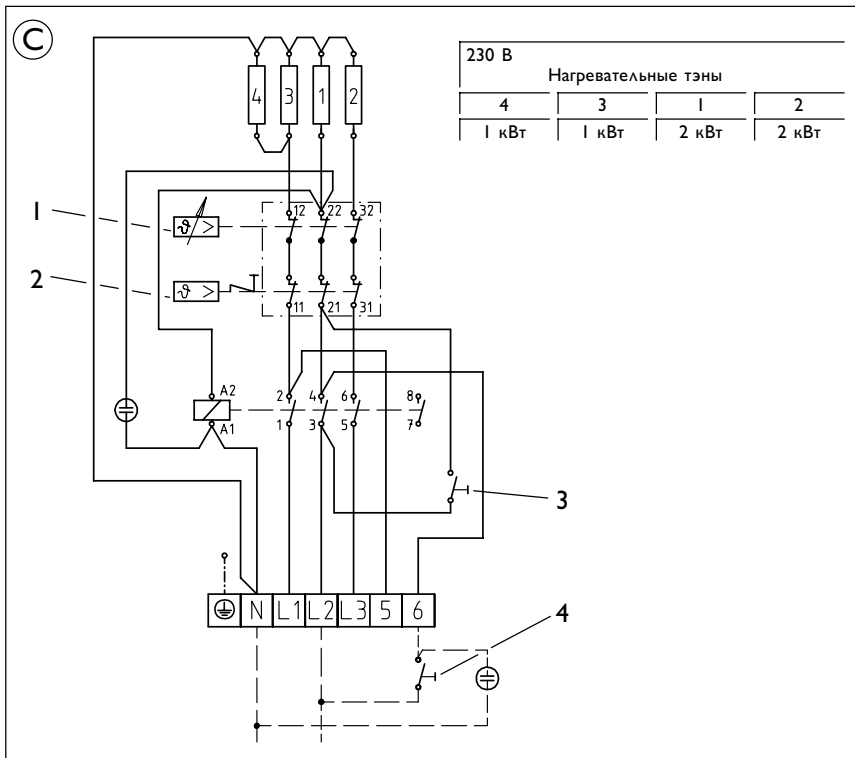 C
230 В
Нагревательные тэны
4 3 1 2
1 кВт 1 кВт 2 кВт 2 кВт
4 3 1 2
12 22 32
1
ϑ >
2
ϑ >
11 21 31
A2
2 4 6 8
A1
1 3 5 7
3
N L1 L2 L3 5 6
4